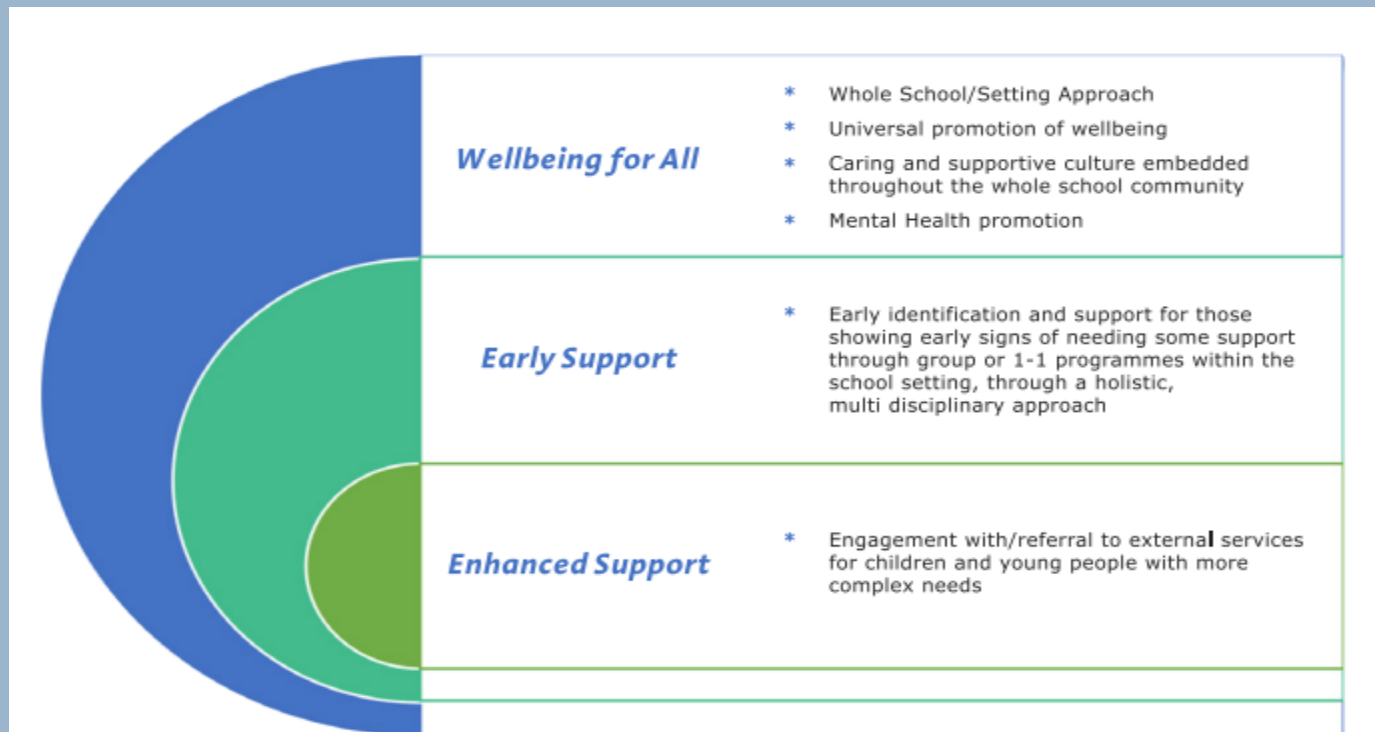 Wellbeing for All
* Whole School/Setting Approach
* Universal promotion of wellbeing
* Caring and supportive culture embedded
throughout the whole school community
* Mental Health promotion
Early Support
* Early identification and support for those
showing early signs of needing some support
through group or 1-1 programmes within the
school setting, through a holistic,
multi disciplinary approach
Enhanced Support
* Engagement with/referral to external services
for children and young people with more
complex needs